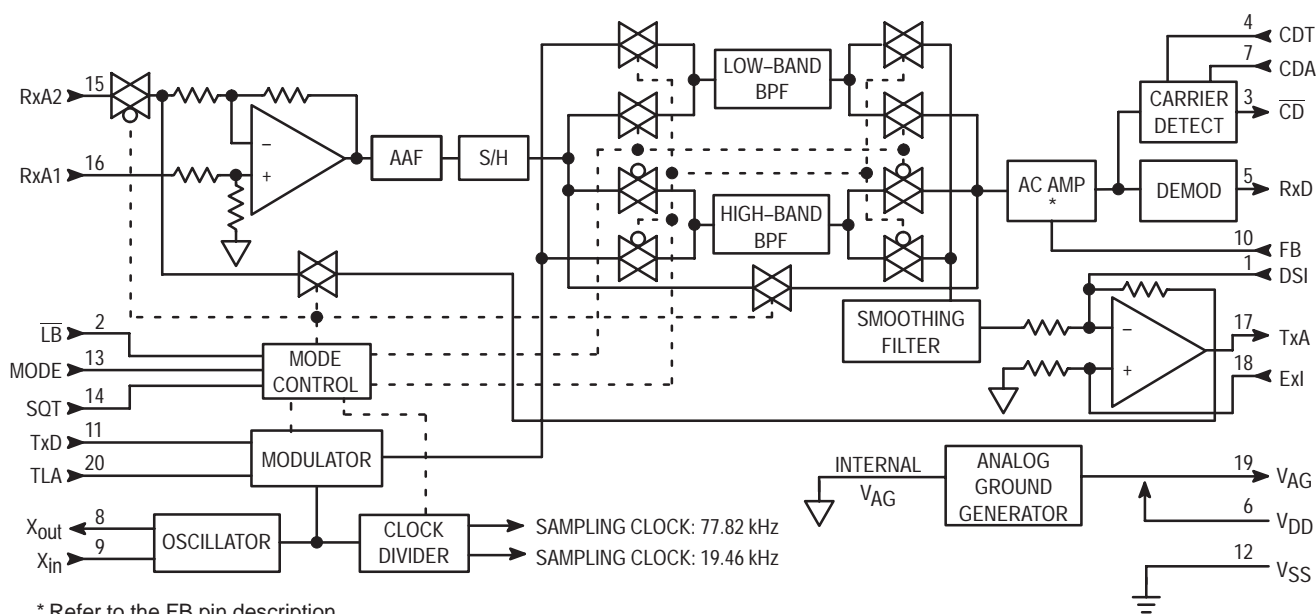 4 CDT
7 CDA
LOW–BAND
BPF
15
RxA2
CARRIER
DETECT
3 CD
–
+
AAF
S/H
16
RxA1
AC AMP
*
DEMOD
5
RxD
HIGH–BAND
BPF
10 FB
1 DSI
SMOOTHING
FILTER
–
+
17
TxA
18
ExI
LB 2
MODE 13
SQT 14
MODE
CONTROL
TxD 11
TLA 20
MODULATOR
INTERNAL
VAG
ANALOG
GROUND
GENERATOR
19
VAG
6
VDD
Xout 8
Xin 9
OSCILLATOR
CLOCK
DIVIDER
SAMPLING CLOCK: 77.82 kHz
SAMPLING CLOCK: 19.46 kHz
12
VSS
* Refer to the FB pin description